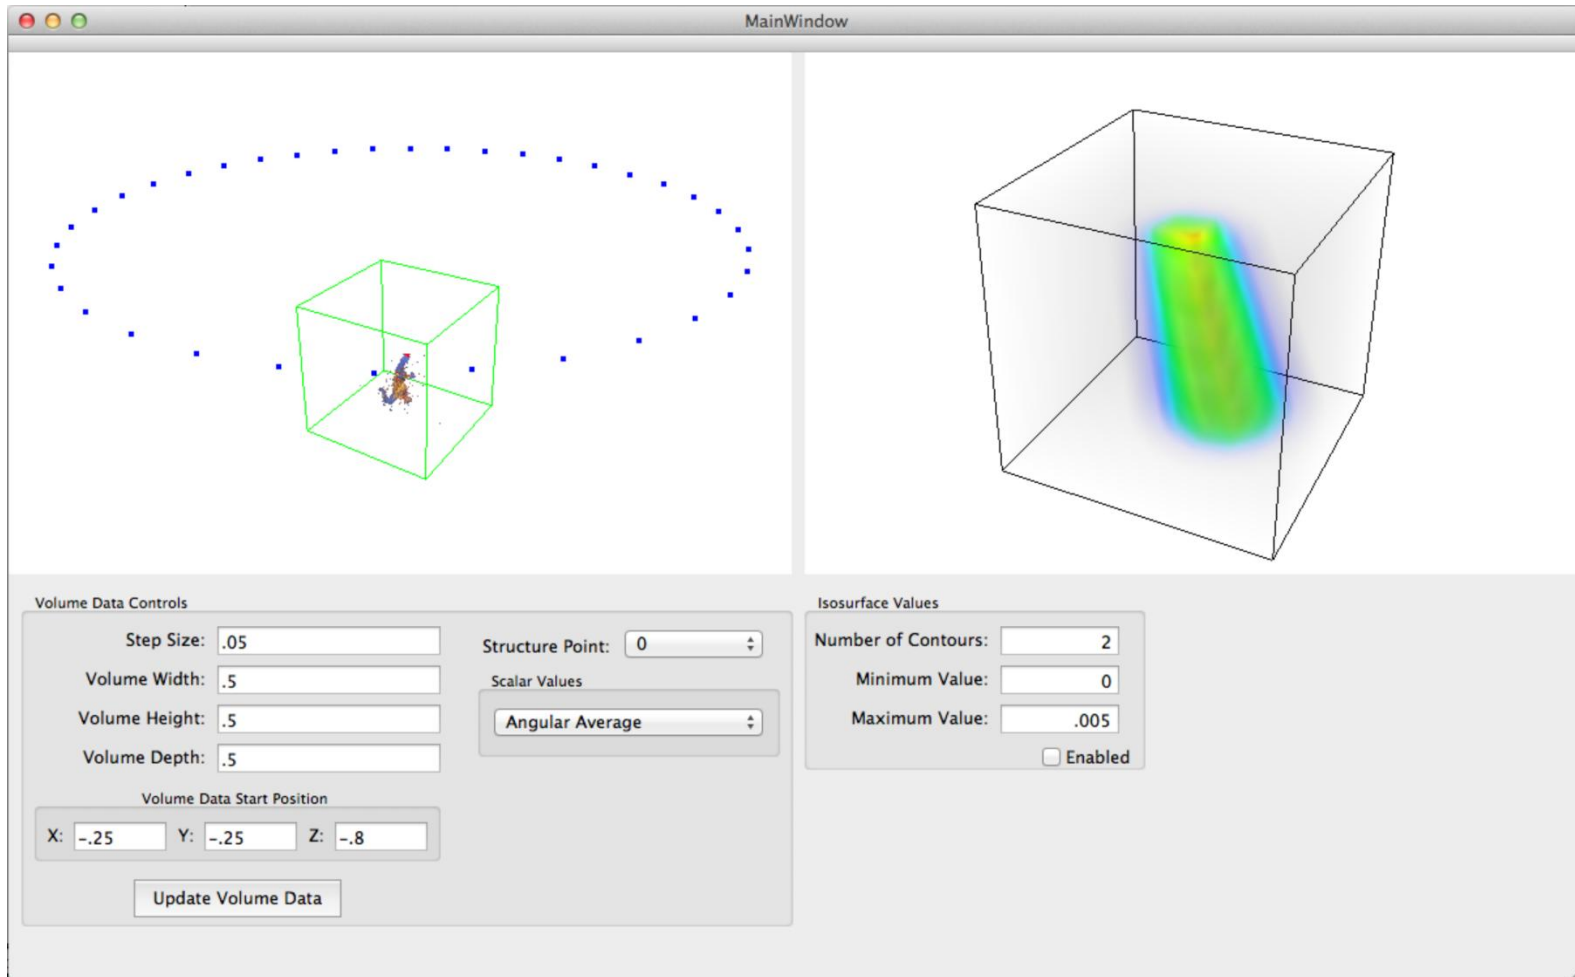 MainWindow
Volume Data Controls
Step Size: .05
Volume Width: .5
Volume Height: .5
Volume Depth: .5
Volume Data Start Position
X: -.25 Y: -.25 Z: -.8
Update Volume Data
Structure Point: 0
Scalar Values
Angular Average
Isosurface Values
Number of Contours: 2
Minimum Value: 0
Maximum Value: .005
Enabled